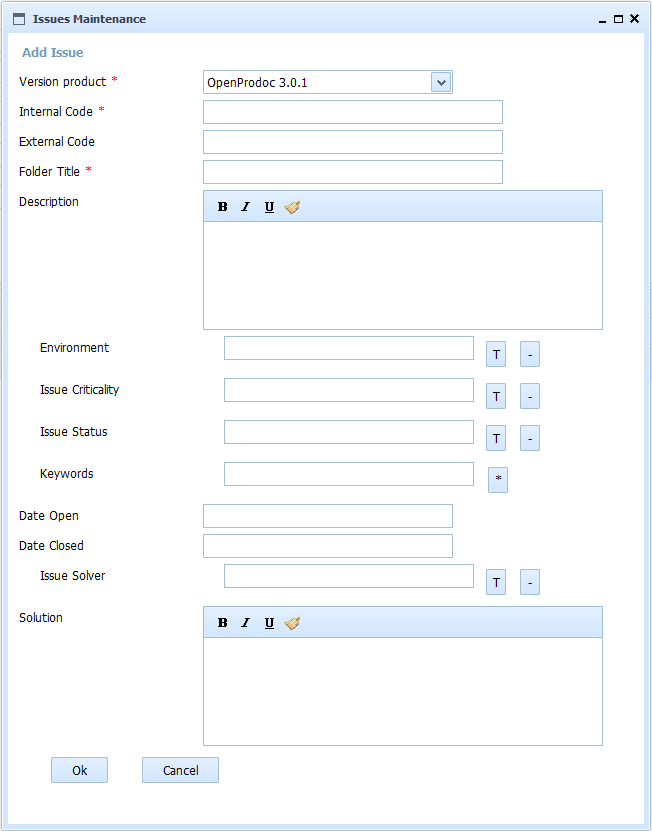 Issues Maintenance
Add Issue
Version product * OpenProdoc 3.0.1
Internal Code *
External Code
Folder Title *
Description B I U
Environment T -
Issue Criticality T -
Issue Status T -
Keywords *
Date Open
Date Closed
Issue Solver T -
Solution B I U
Ok Cancel